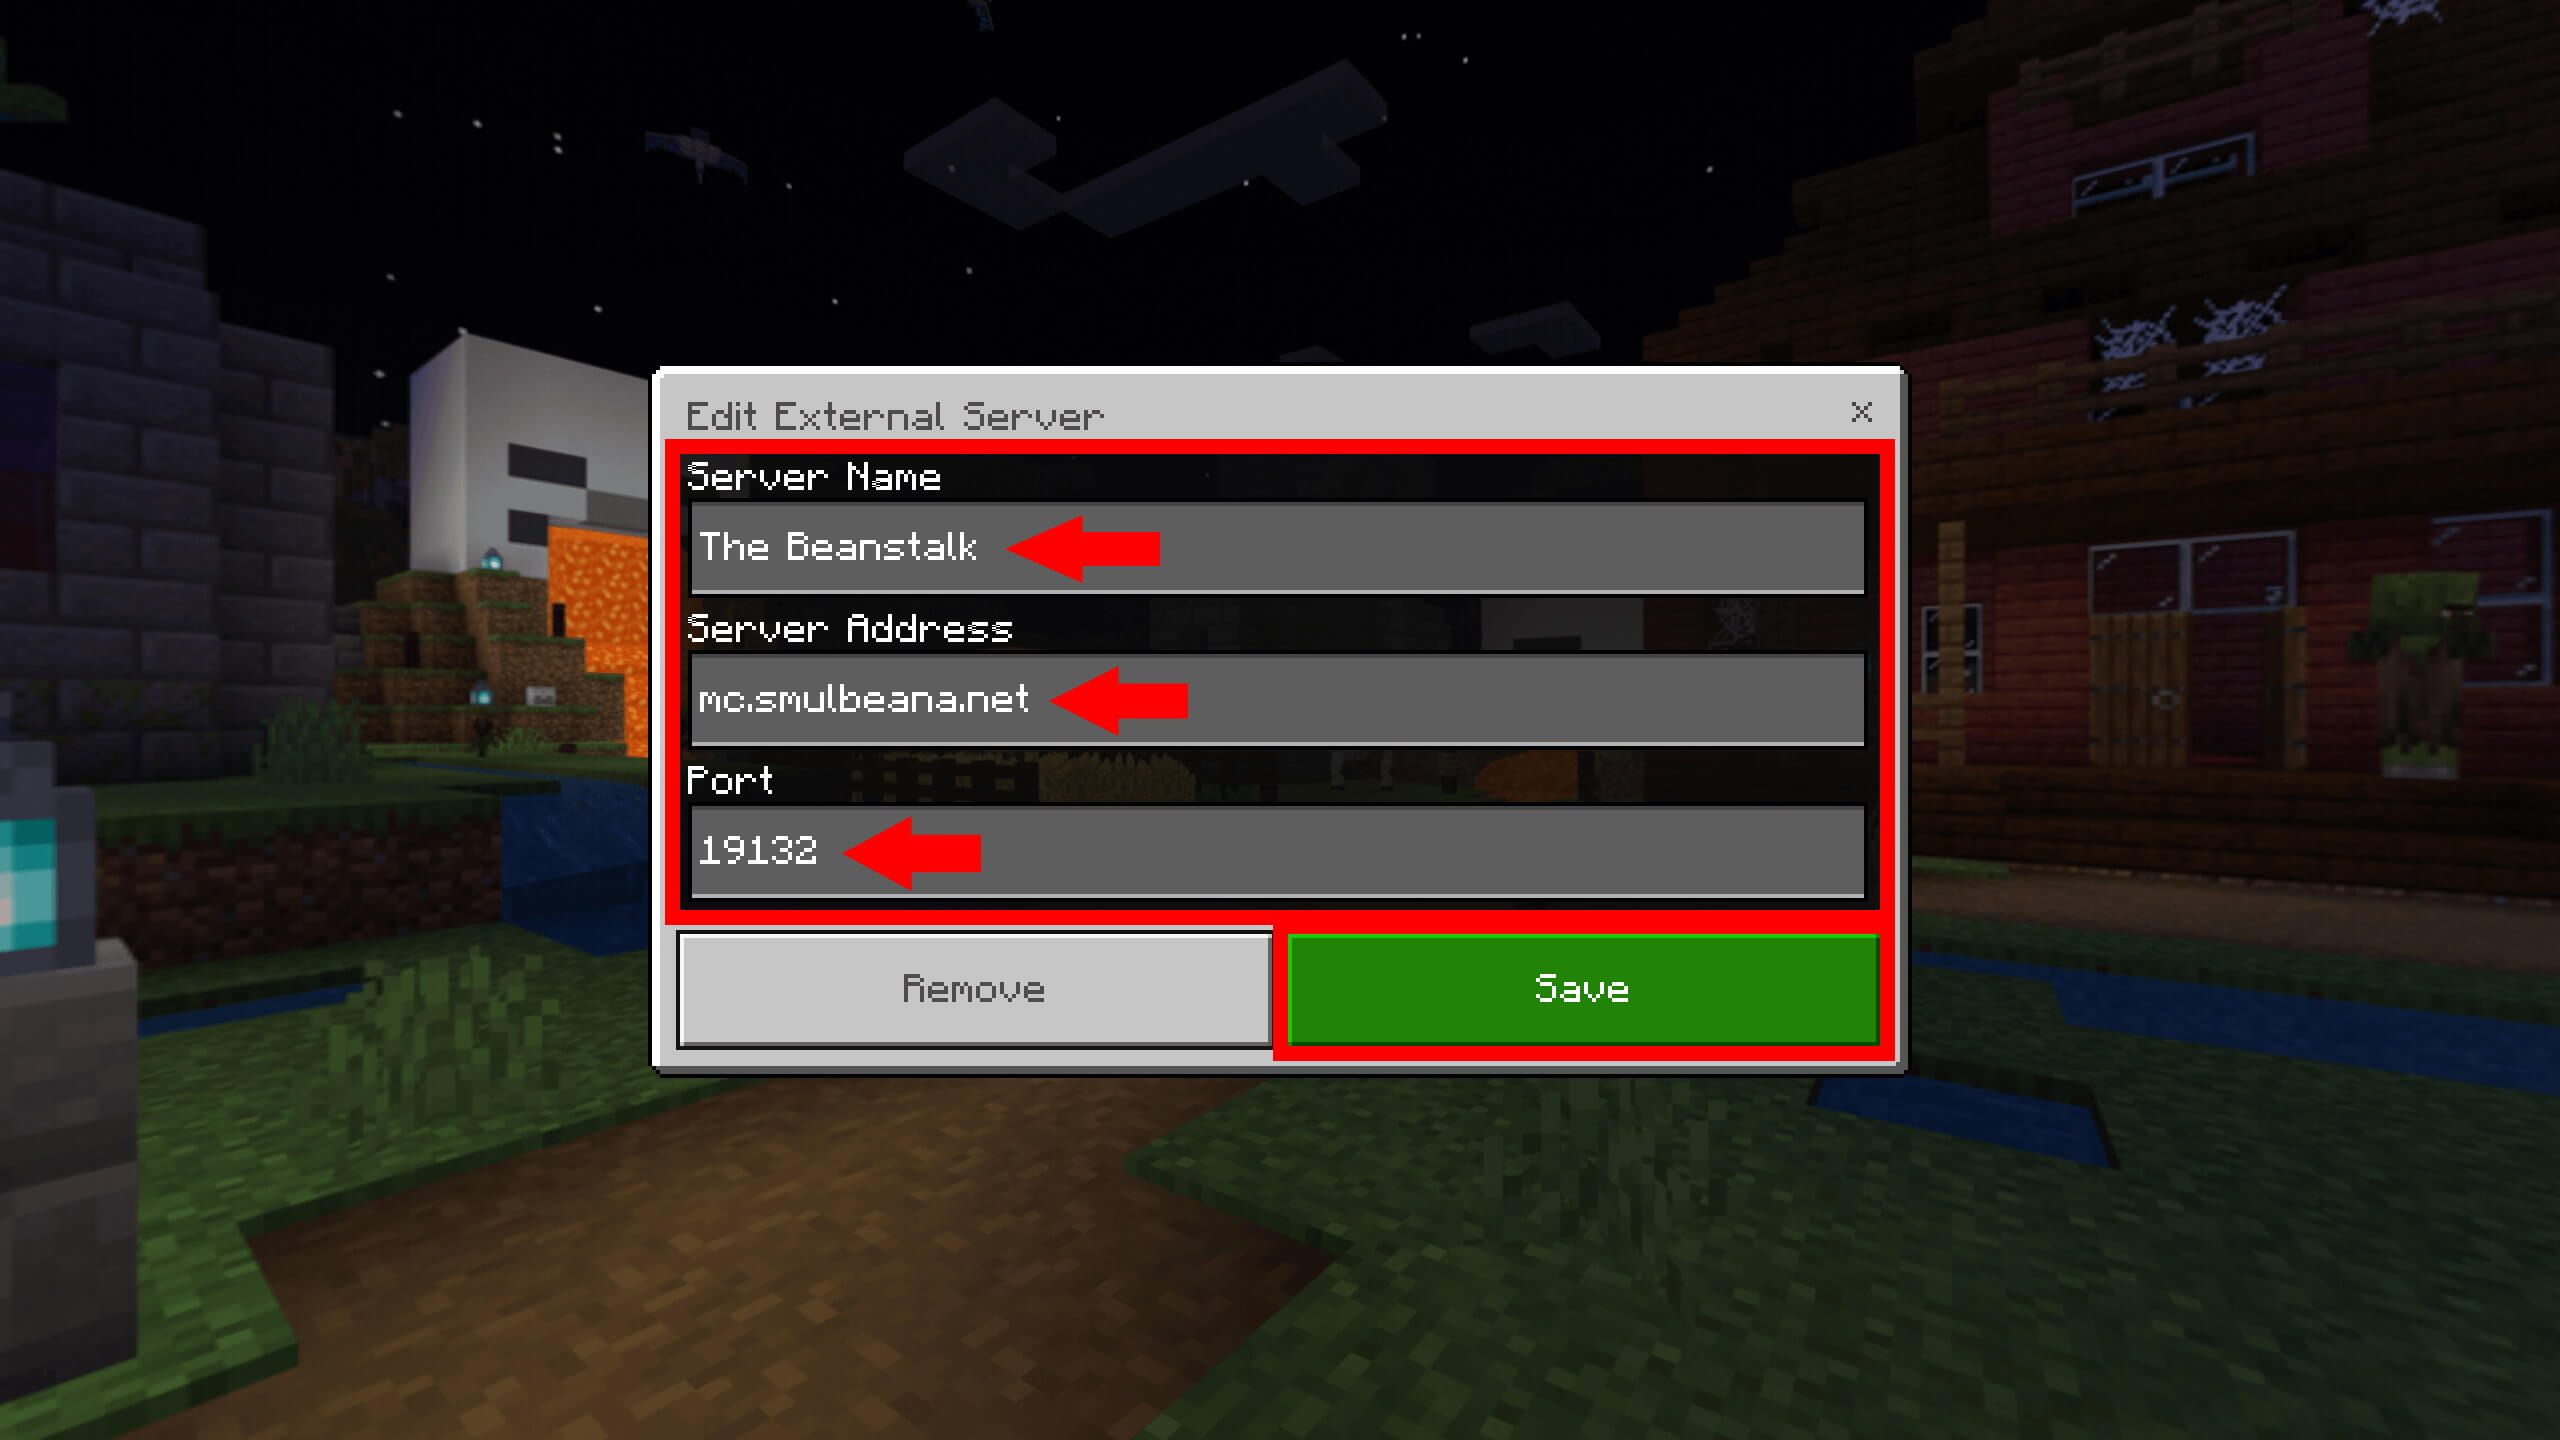 Edit External Server
Server Name
The Beanstalk
Server Address
mc.smulbeana.net
Port
19132
Remove
Save